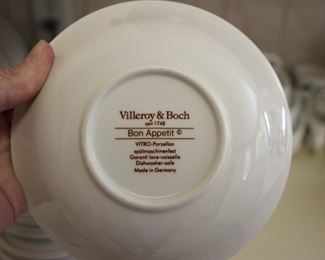 Villeroy & Boch
seit 1748
Bon Appetit ©
VITRO-Porzellan
spülmaschinenfest
Garanti lave-vaisselle
Dishwasher-safe
Made in Germany